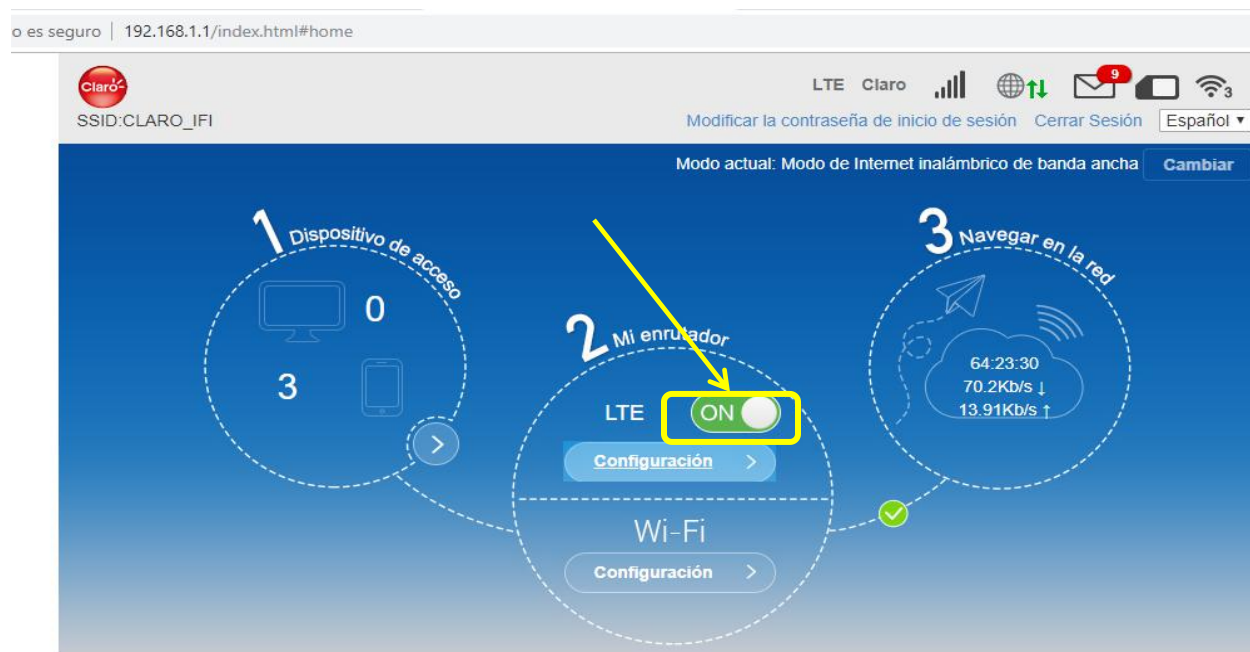 o es seguro | 192.168.1.1/index.html#home
Claro
LTE Claro 9 3
SSID:CLARO_IFI
Modificar la contraseña de inicio de sesión Cerrar Sesión Español
Modo actual: Modo de Internet inalámbrico de banda ancha Cambiar
1 Dispositivo de acceso
0
3
2 Mi enrutador
LTE ON
Configuración
Wi-Fi
Configuración
3 Navegar en la red
64:23:30
70.2Kb/s ↓
13.91Kb/s ↑